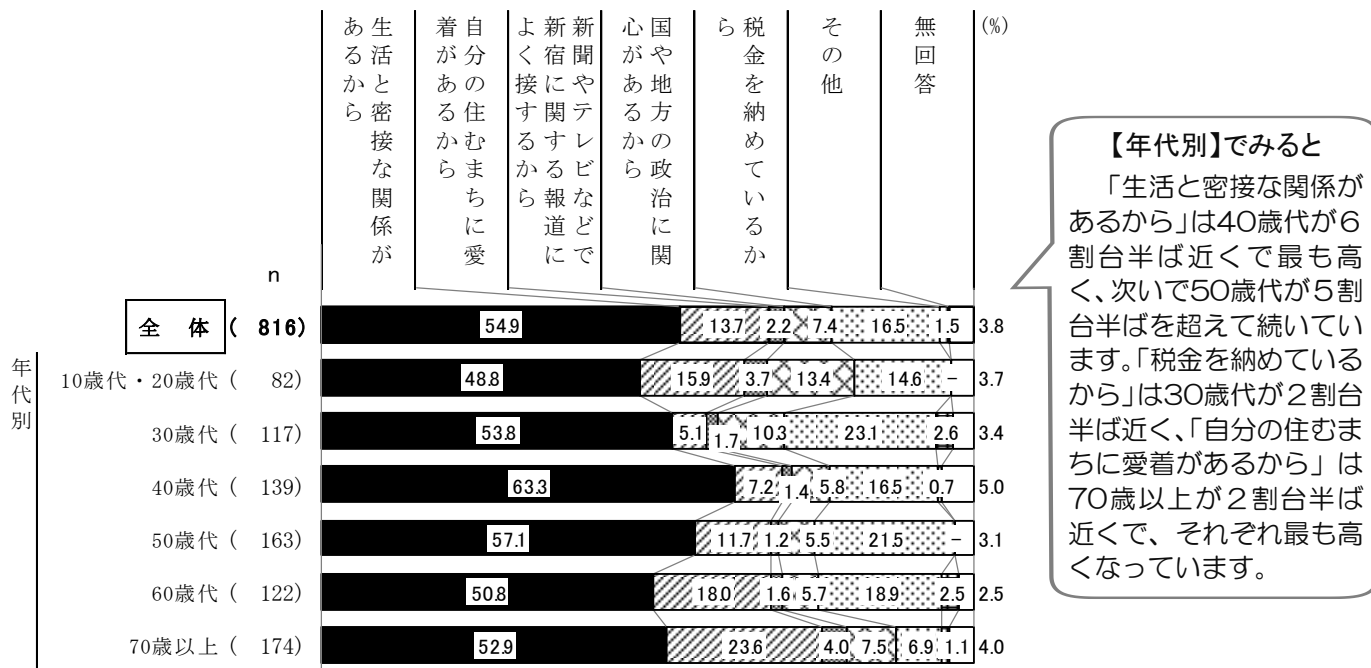 生活と密接な関係が
あるから
自分の住むまちに愛
着があるから
新聞やテレビなどで
新宿に関する報道に
よく接するから
国や地方の政治に関
心があるから
税金を納めているか
ら
その他
無回答
(%)
n
全 体 ( 816)
54.9 13.7 2.2 7.4 16.5 1.5 3.8
年代別
10歳代・20歳代 ( 82)
48.8 15.9 3.7 13.4 14.6 − 3.7
30歳代 ( 117)
53.8 5.1 1.7 10.3 23.1 2.6 3.4
40歳代 ( 139)
63.3 7.2 1.4 5.8 16.5 0.7 5.0
50歳代 ( 163)
57.1 11.7 1.2 5.5 21.5 − 3.1
60歳代 ( 122)
50.8 18.0 1.6 5.7 18.9 2.5 2.5
70歳以上 ( 174)
52.9 23.6 4.0 7.5 6.9 1.1 4.0
【年代別】でみると
「生活と密接な関係が
あるから」は40歳代が6
割台半ば近くで最も高
く、次いで50歳代が5割
台半ばを超えて続いてい
ます。「税金を納めている
から」は30歳代が2割台
半ば近く、「自分の住むま
ちに愛着があるから」は
70歳以上が2割台半ば
近くで、それぞれ最も高
くなっています。